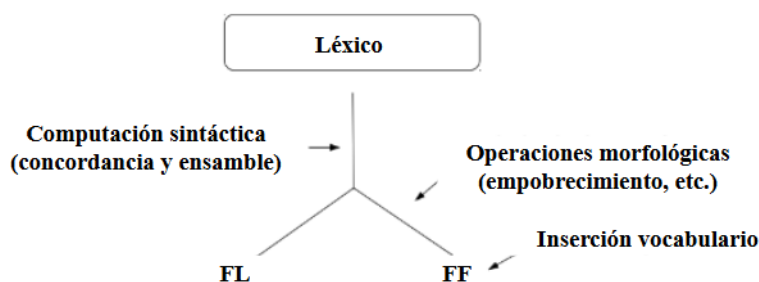 Léxico
Computación sintáctica
(concordancia y ensamble)
Operaciones morfológicas
(empobrecimiento, etc.)
Inserción vocabulario
FL
FF